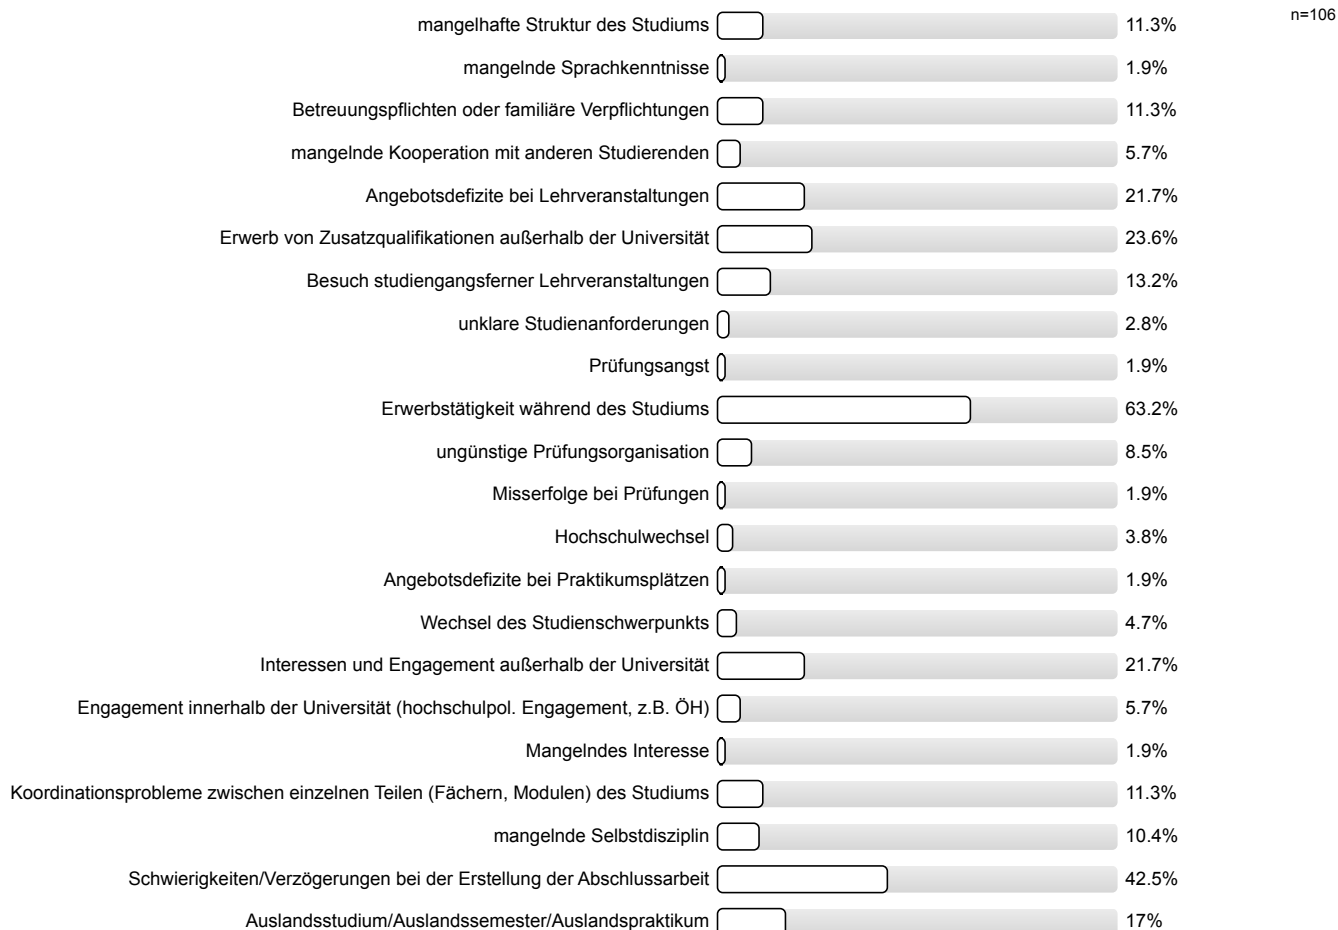 n=106
mangelhafte Struktur des Studiums 11.3%
mangelnde Sprachkenntnisse 1.9%
Betreuungspflichten oder familiäre Verpflichtungen 11.3%
mangelnde Kooperation mit anderen Studierenden 5.7%
Angebotsdefizite bei Lehrveranstaltungen 21.7%
Erwerb von Zusatzqualifikationen außerhalb der Universität 23.6%
Besuch studiengangsferner Lehrveranstaltungen 13.2%
unklare Studienanforderungen 2.8%
Prüfungsangst 1.9%
Erwerbstätigkeit während des Studiums 63.2%
ungünstige Prüfungsorganisation 8.5%
Misserfolge bei Prüfungen 1.9%
Hochschulwechsel 3.8%
Angebotsdefizite bei Praktikumsplätzen 1.9%
Wechsel des Studienschwerpunkts 4.7%
Interessen und Engagement außerhalb der Universität 21.7%
Engagement innerhalb der Universität (hochschulpol. Engagement, z.B. ÖH) 5.7%
Mangelndes Interesse 1.9%
Koordinationsprobleme zwischen einzelnen Teilen (Fächern, Modulen) des Studiums 11.3%
mangelnde Selbstdisziplin 10.4%
Schwierigkeiten/Verzögerungen bei der Erstellung der Abschlussarbeit 42.5%
Auslandsstudium/Auslandssemester/Auslandspraktikum 17%